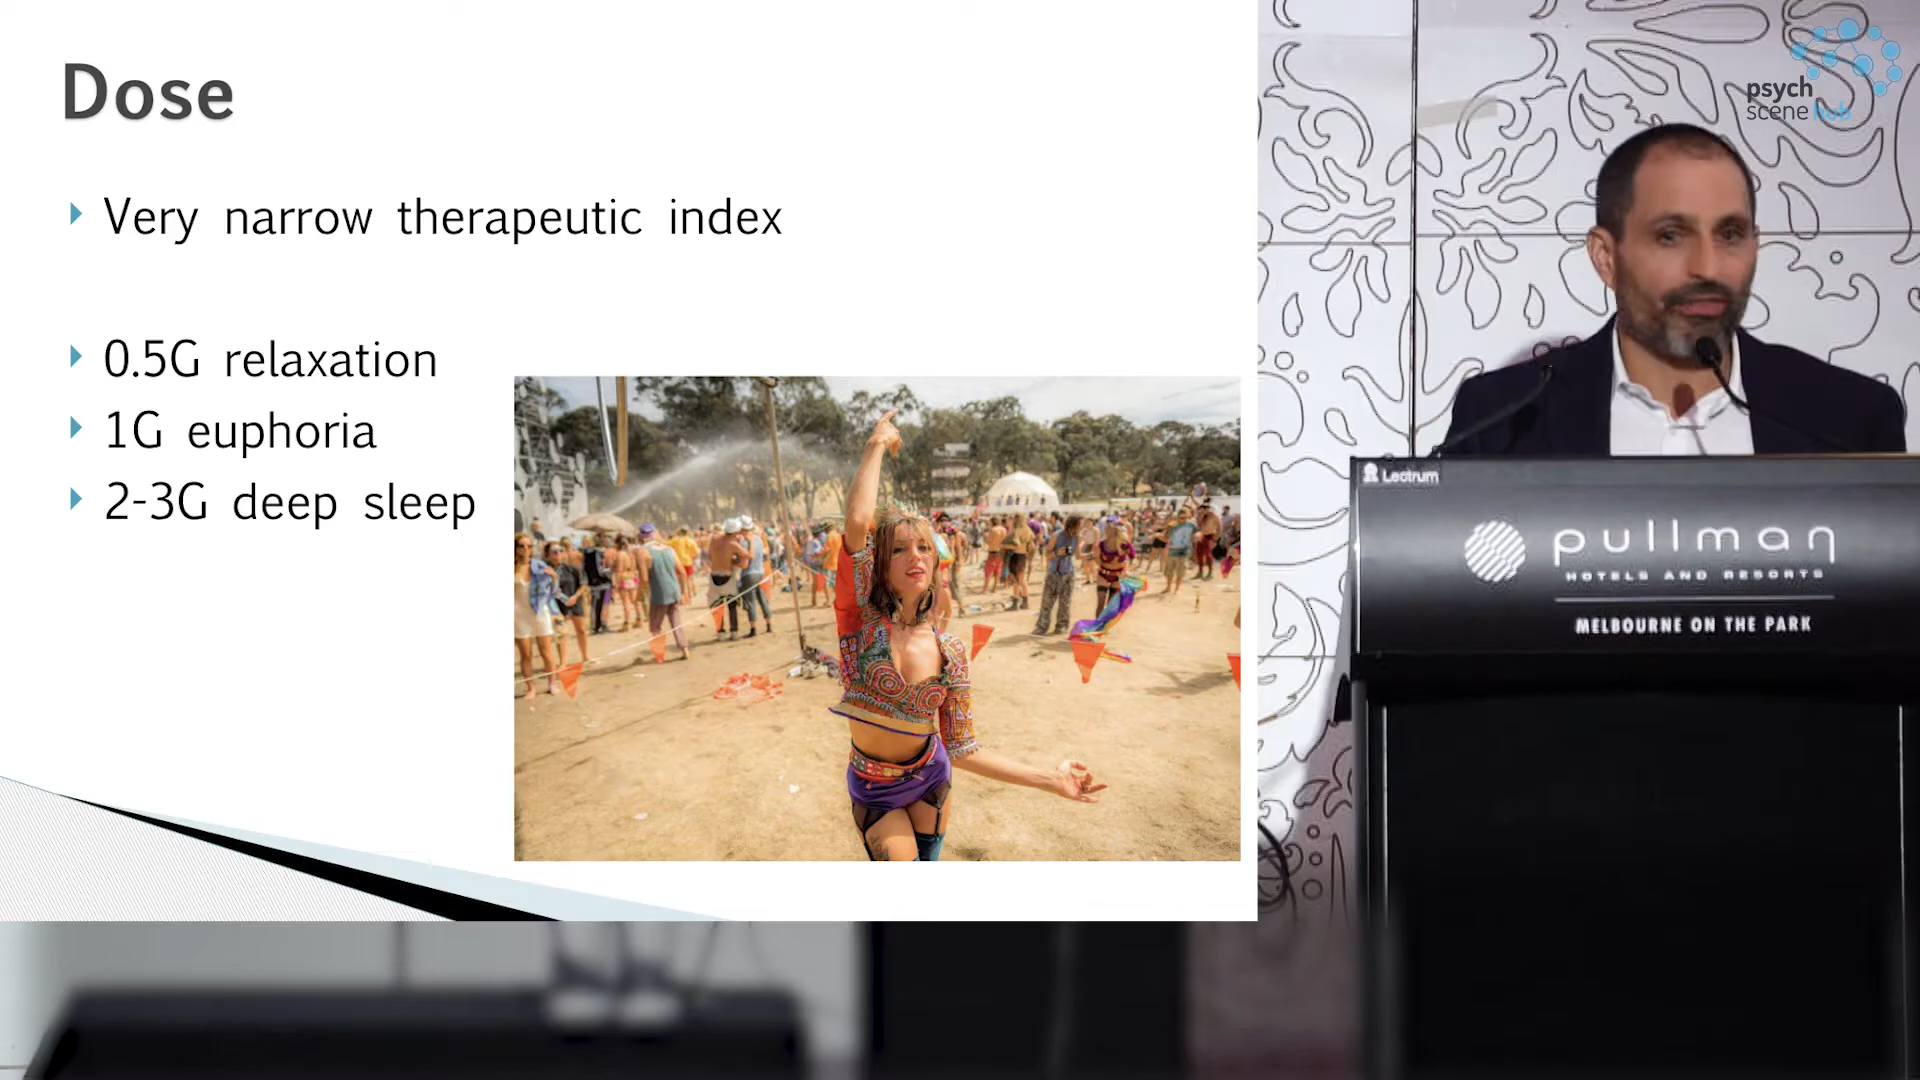 Dose
Very narrow therapeutic index
0.5G relaxation
1G euphoria
2-3G deep sleep
psych
scene hub
Lectrum
pullman
HOTELS AND RESORTS
MELBOURNE ON THE PARK